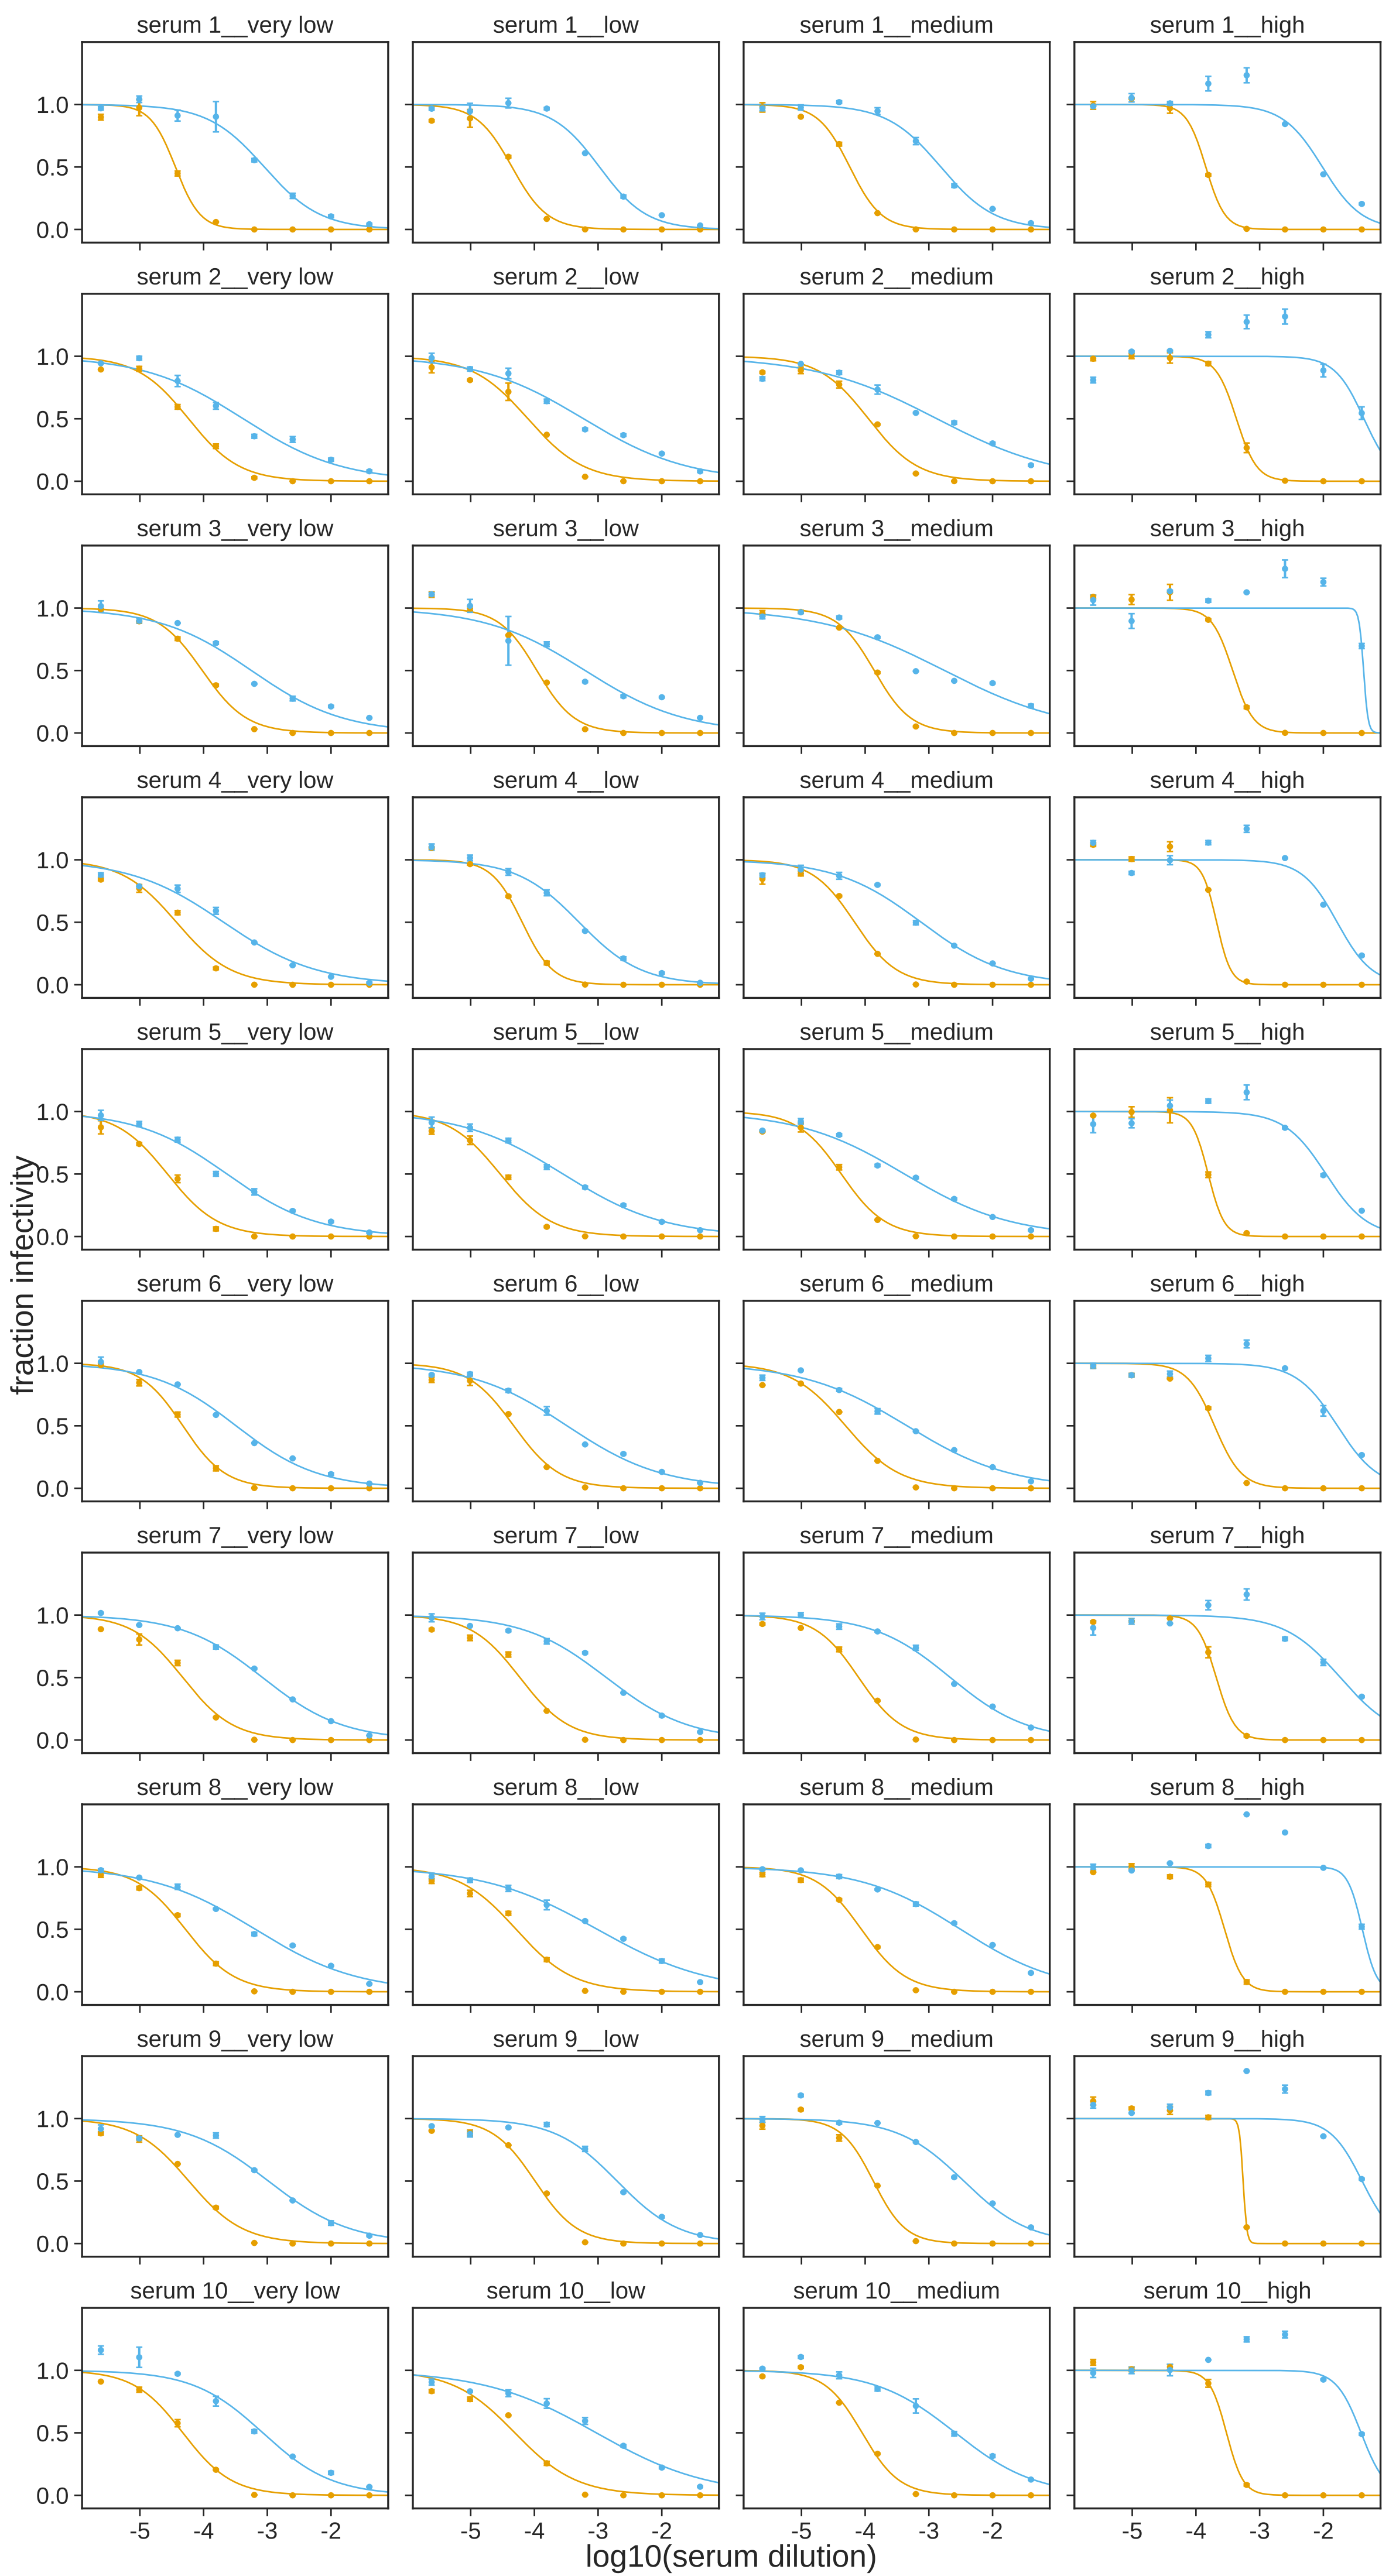 serum 1__very low
serum 1__low
serum 1__medium
serum 1__high
1.0
0.5
0.0
serum 2__very low
serum 2__low
serum 2__medium
serum 2__high
1.0
0.5
0.0
serum 3__very low
serum 3__low
serum 3__medium
serum 3__high
1.0
0.5
0.0
serum 4__very low
serum 4__low
serum 4__medium
serum 4__high
1.0
0.5
0.0
serum 5__very low
serum 5__low
serum 5__medium
serum 5__high
1.0
0.5
0.0
fraction infectivity
serum 6__very low
serum 6__low
serum 6__medium
serum 6__high
1.0
0.5
0.0
serum 7__very low
serum 7__low
serum 7__medium
serum 7__high
1.0
0.5
0.0
serum 8__very low
serum 8__low
serum 8__medium
serum 8__high
1.0
0.5
0.0
serum 9__very low
serum 9__low
serum 9__medium
serum 9__high
1.0
0.5
0.0
serum 10__very low
serum 10__low
serum 10__medium
serum 10__high
1.0
0.5
0.0
-5 -4 -3 -2
-5 -4 -3 -2
-5 -4 -3 -2
-5 -4 -3 -2
log10(serum dilution)